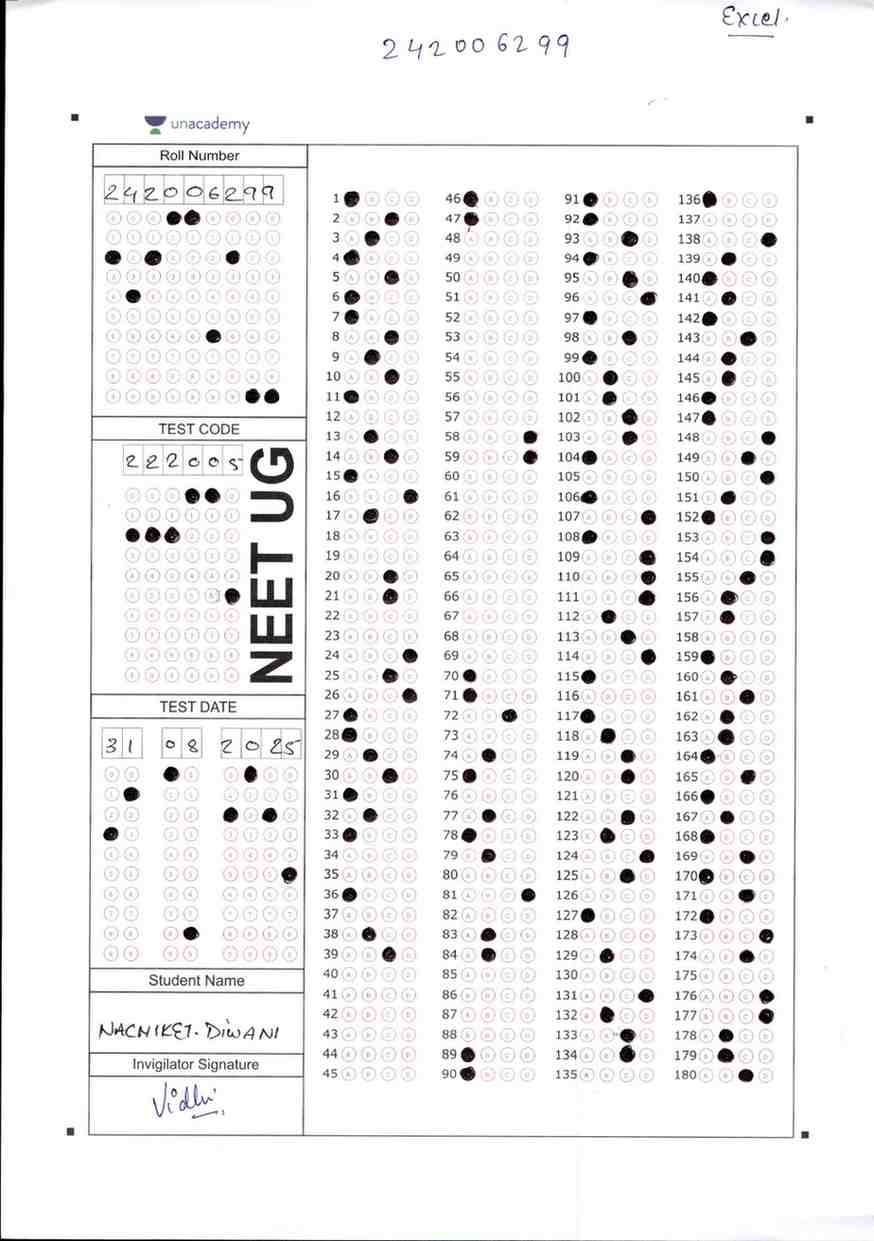 Excel.
242006299
unacademy
Roll Number
242006299
TEST CODE
222005
NEET UG
TEST DATE
31 08 2025
Student Name
NACNIKET. DIWANI
Invigilator Signature
Vidhi
1 46 91 136
2 47 92 137
3 48 93 138
4 49 94 139
5 50 95 140
6 51 96 141
7 52 97 142
8 53 98 143
9 54 99 144
10 55 100 145
11 56 101 146
12 57 102 147
13 58 103 148
14 59 104 149
15 60 105 150
16 61 106 151
17 62 107 152
18 63 108 153
19 64 109 154
20 65 110 155
21 66 111 156
22 67 112 157
23 68 113 158
24 69 114 159
25 70 115 160
26 71 116 161
27 72 117 162
28 73 118 163
29 74 119 164
30 75 120 165
31 76 121 166
32 77 122 167
33 78 123 168
34 79 124 169
35 80 125 170
36 81 126 171
37 82 127 172
38 83 128 173
39 84 129 174
40 85 130 175
41 86 131 176
42 87 132 177
43 88 133 178
44 89 134 179
45 90 135 180